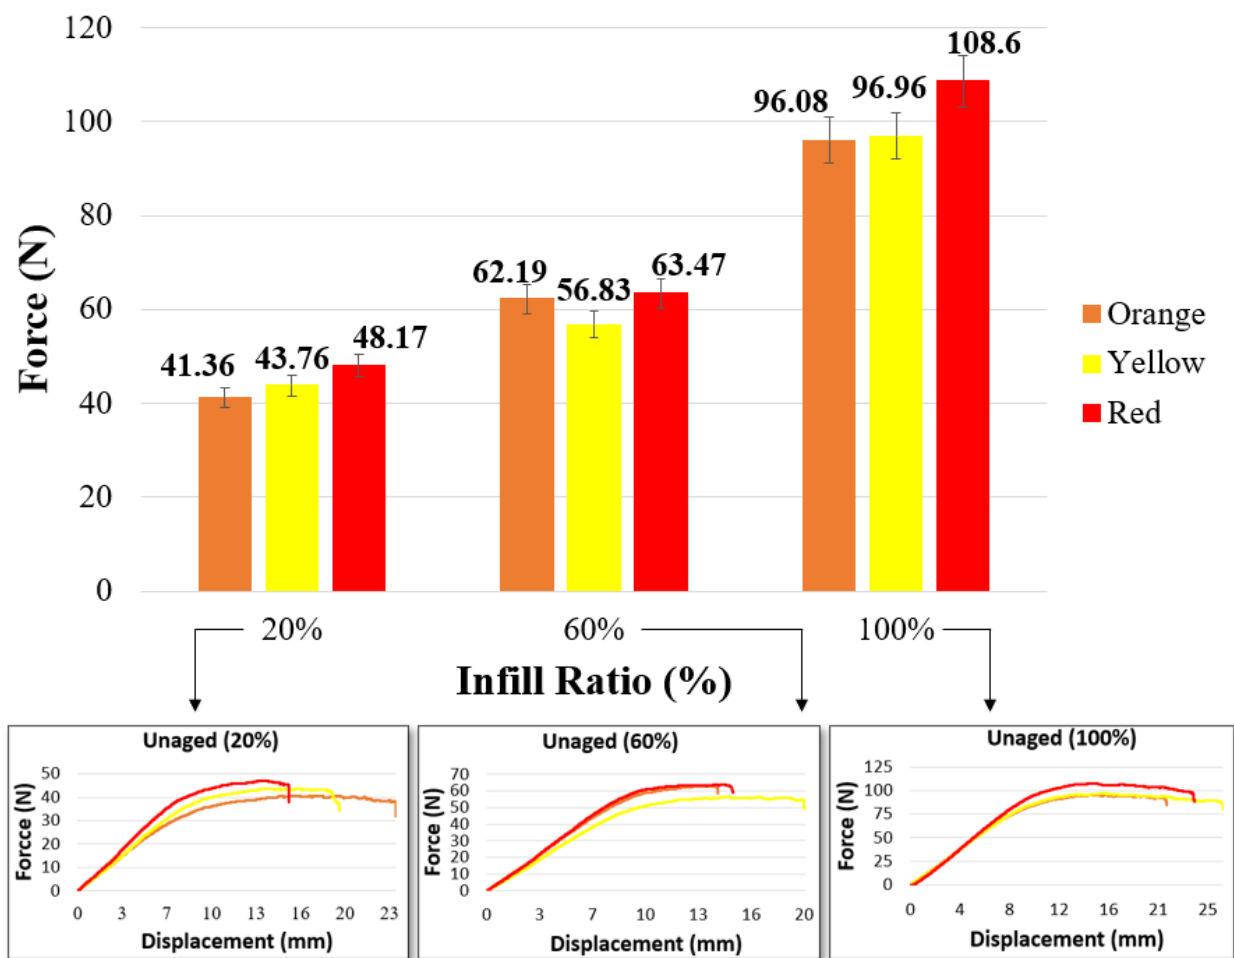 120
100
80
60
40
20
0
Force (N)
41.36
43.76
48.17
62.19
56.83
63.47
96.08
96.96
108.6
Orange
Yellow
Red
20%
60%
100%
Infill Ratio (%)
Unaged (20%)
50
40
30
20
10
0
Forcce (N)
0 3 7 10 13 16 20 23
Displacement (mm)
Unaged (60%)
70
60
50
40
30
20
10
0
Force (N)
0 3 7 10 13 16 20
Displacement (mm)
Unaged (100%)
125
100
75
50
25
0
Force (N)
0 4 8 12 16 21 25
Displacement (mm)